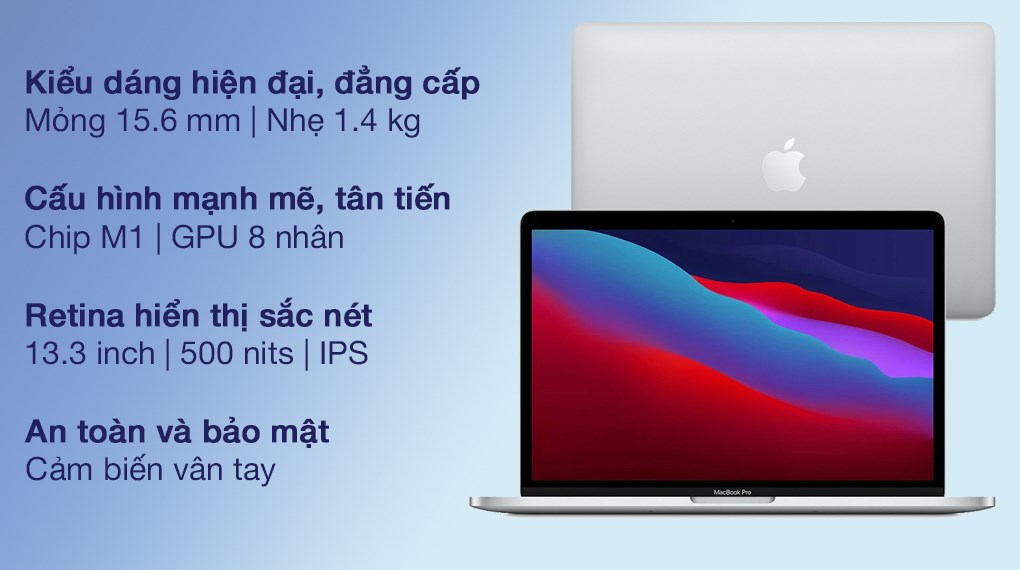 Kiểu dáng hiện đại, đẳng cấp
Mỏng 15.6 mm | Nhẹ 1.4 kg
Cấu hình mạnh mẽ, tân tiến
Chip M1 | GPU 8 nhân
Retina hiển thị sắc nét
13.3 inch | 500 nits | IPS
An toàn và bảo mật
Cảm biến vân tay
MacBook Pro